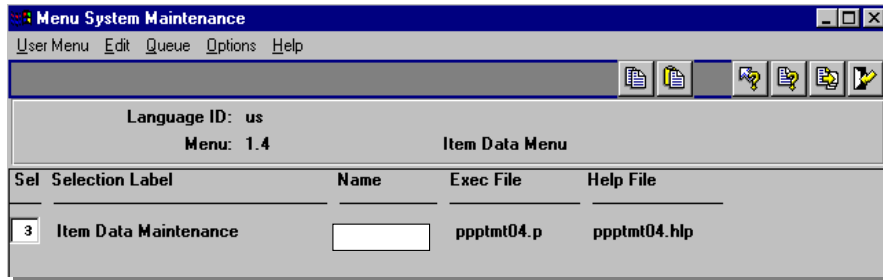 Menu System Maintenance
User Menu Edit Queue Options Help
Language ID: us
Menu: 1.4 Item Data Menu
Sel Selection Label Name Exec File Help File
3 Item Data Maintenance ppptmt04.p ppptmt04.hlp